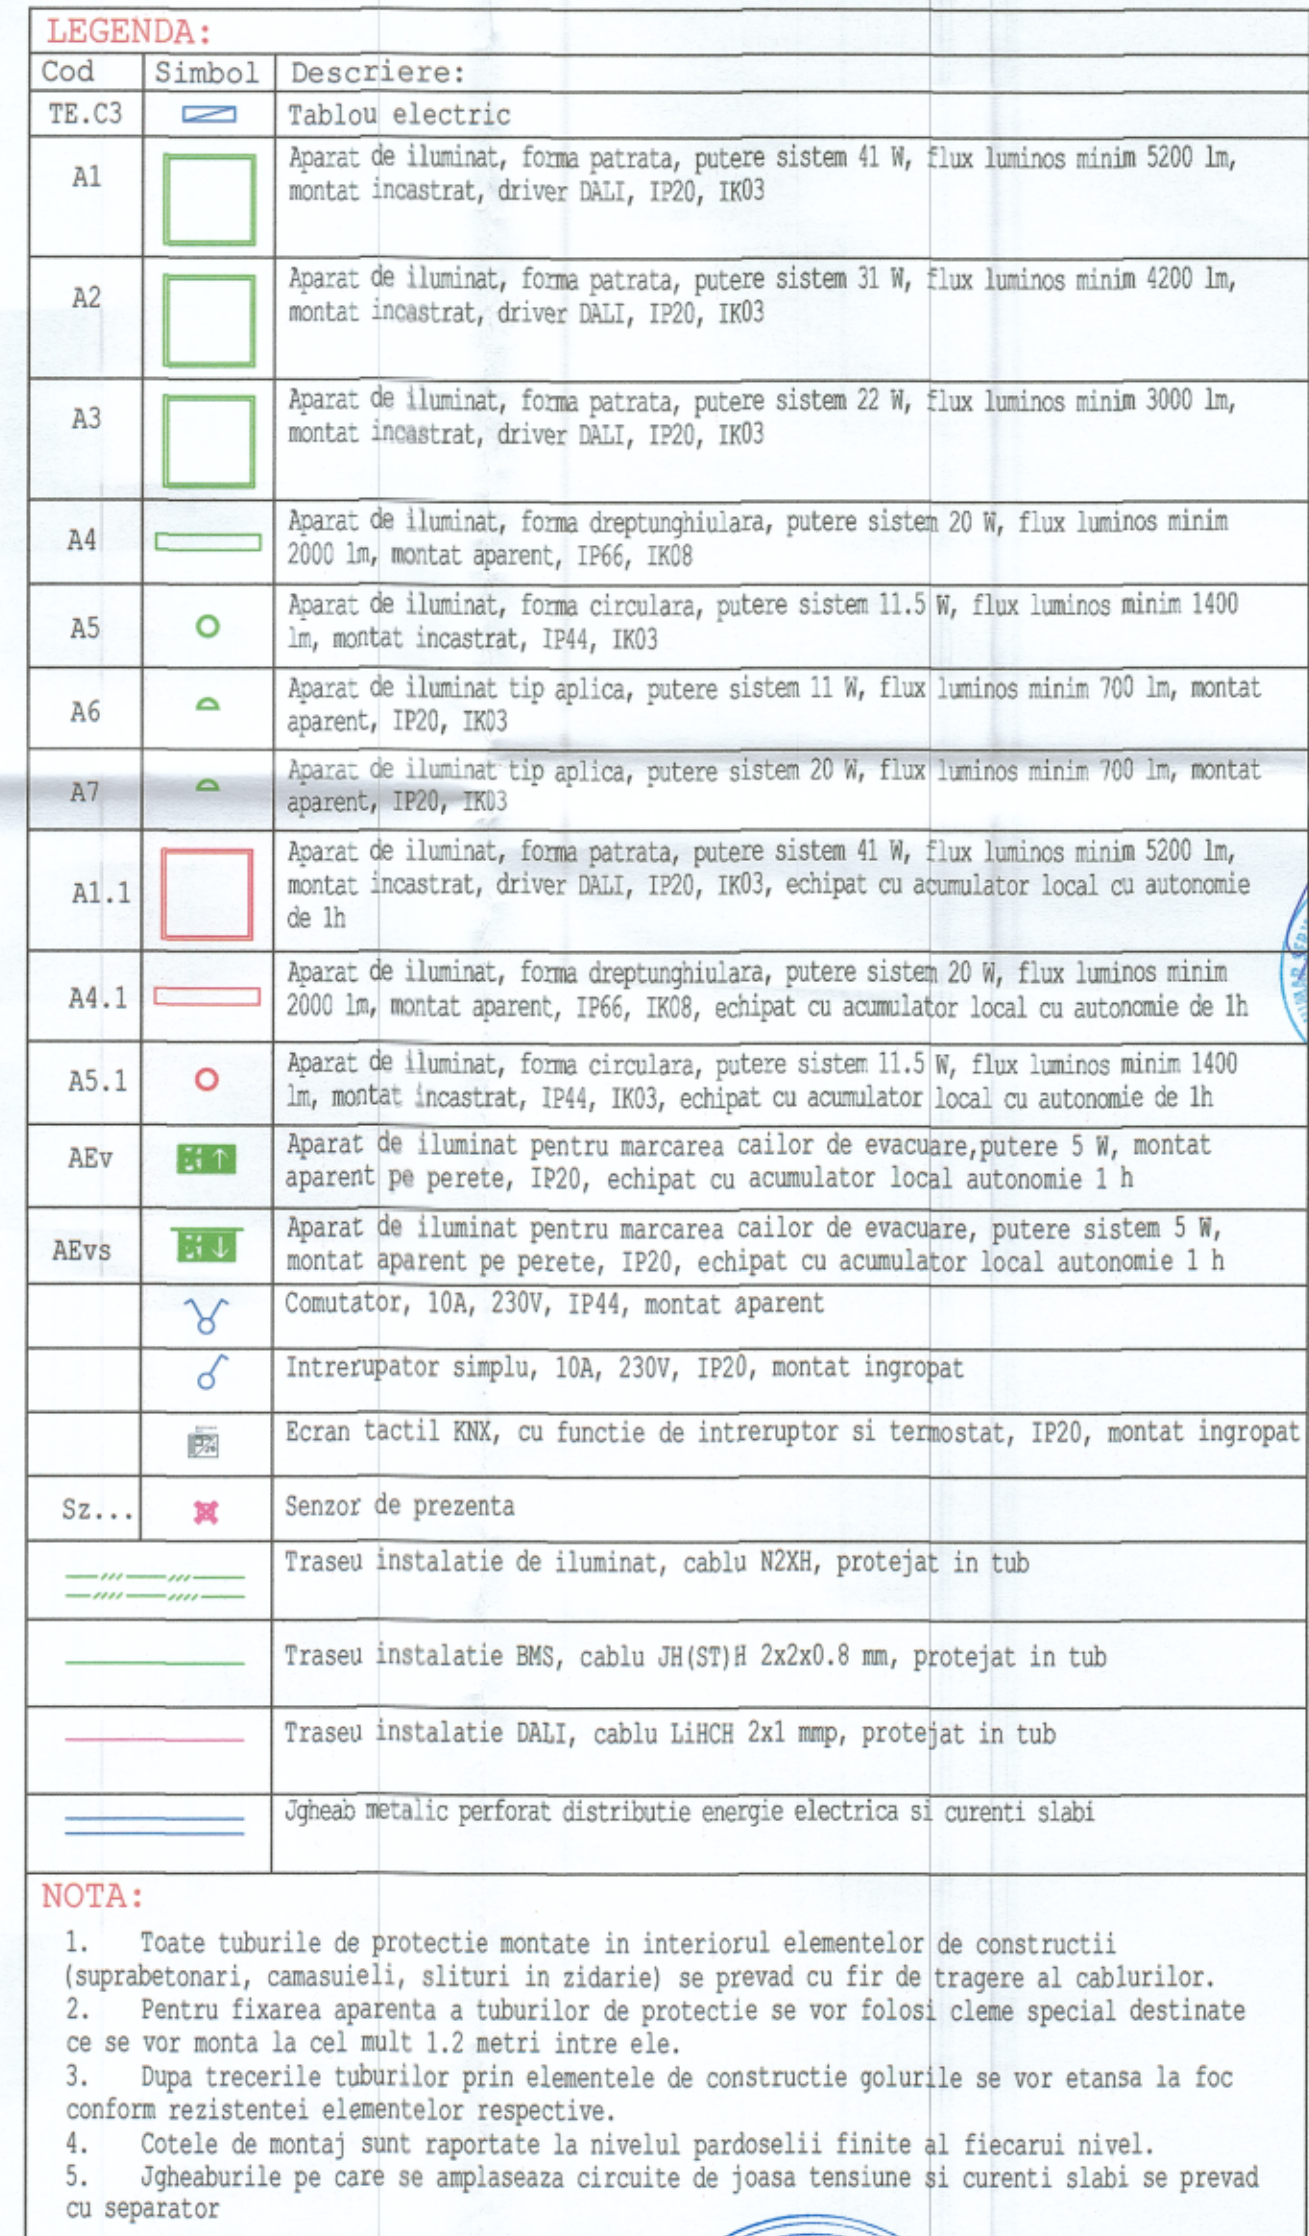 LEGENDA:
Cod Simbol Descriere:
TE.C3 Tablou electric
A1 Aparat de iluminat, forma patrata, putere sistem 41 W, flux luminos minim 5200 lm,
montat incastrat, driver DALI, IP20, IK03
A2 Aparat de iluminat, forma patrata, putere sistem 31 W, flux luminos minim 4200 lm,
montat incastrat, driver DALI, IP20, IK03
A3 Aparat de iluminat, forma patrata, putere sistem 22 W, flux luminos minim 3000 lm,
montat incastrat, driver DALI, IP20, IK03
A4 Aparat de iluminat, forma dreptunghiulara, putere sistem 20 W, flux luminos minim
2000 lm, montat aparent, IP66, IK08
A5 Aparat de iluminat, forma circulara, putere sistem 11.5 W, flux luminos minim 1400
lm, montat incastrat, IP44, IK03
A6 Aparat de iluminat tip aplica, putere sistem 11 W, flux luminos minim 700 lm, montat
aparent, IP20, IK03
A7 Aparat de iluminat tip aplica, putere sistem 20 W, flux luminos minim 700 lm, montat
aparent, IP20, IK03
A1.1 Aparat de iluminat, forma patrata, putere sistem 41 W, flux luminos minim 5200 lm,
montat incastrat, driver DALI, IP20, IK03, echipat cu acumulator local cu autonomie
de 1h
A4.1 Aparat de iluminat, forma dreptunghiulara, putere sistem 20 W, flux luminos minim
2000 lm, montat aparent, IP66, IK08, echipat cu acumulator local cu autonomie de 1h
A5.1 Aparat de iluminat, forma circulara, putere sistem 11.5 W, flux luminos minim 1400
lm, montat incastrat, IP44, IK03, echipat cu acumulator local cu autonomie de 1h
AEv Aparat de iluminat pentru marcarea cailor de evacuare,putere 5 W, montat
aparent pe perete, IP20, echipat cu acumulator local autonomie 1 h
AEvs Aparat de iluminat pentru marcarea cailor de evacuare, putere sistem 5 W,
montat aparent pe perete, IP20, echipat cu acumulator local autonomie 1 h
Comutator, 10A, 230V, IP44, montat aparent
Intrerupator simplu, 10A, 230V, IP20, montat ingropat
Ecran tactil KNX, cu functie de intreruptor si termostat, IP20, montat ingropat
Sz... Senzor de prezenta
Traseu instalatie de iluminat, cablu N2XH, protejat in tub
Traseu instalatie BMS, cablu JH(ST)H 2x2x0.8 mm, protejat in tub
Traseu instalatie DALI, cablu LiHCH 2x1 mmp, protejat in tub
Jgheab metalic perforat distributie energie electrica si curenti slabi
NOTA:
1. Toate tuburile de protectie montate in interiorul elementelor de constructii
(suprabetonari, camasuieli, slituri in zidarie) se prevad cu fir de tragere al cablurilor.
2. Pentru fixarea aparenta a tuburilor de protectie se vor folosi cleme special destinate
ce se vor monta la cel mult 1.2 metri intre ele.
3. Dupa trecerile tuburilor prin elementele de constructie golurile se vor etansa la foc
conform rezistentei elementelor respective.
4. Cotele de montaj sunt raportate la nivelul pardoselii finite al fiecarui nivel.
5. Jgheaburile pe care se amplaseaza circuite de joasa tensiune si curenti slabi se prevad
cu separator